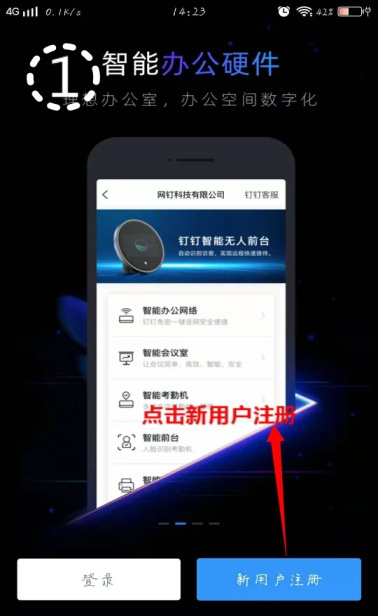 4G 0.1K/s 14:23 42%
1
智能办公硬件
理想办公室，办公空间数字化
网钉科技有限公司 钉钉客服
钉钉智能无人前台
自动识别访客，实现远程快速接待。
智能办公网络
钉钉免密一键连网安全便捷
智能会议室
让会议简单、高效、智能、安全
智能考勤机
点击新用户注册
智能前台
人脸识别考勤机
登录
新用户注册